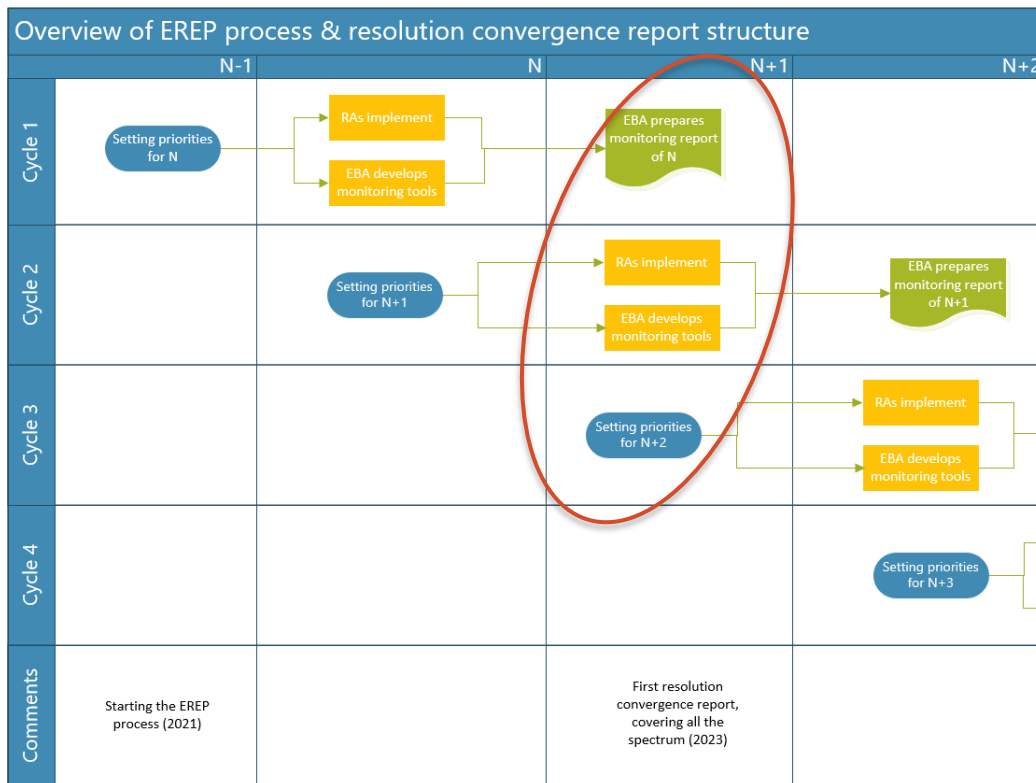 Overview of EREP process & resolution convergence report structure
N-1
N
N+1
N+2
Cycle 1
Setting priorities
for N
RAs implement
EBA develops
monitoring tools
EBA prepares
monitoring report
of N
Cycle 2
Setting priorities
for N+1
RAs implement
EBA develops
monitoring tools
EBA prepares
monitoring report
of N+1
Cycle 3
Setting priorities
for N+2
RAs implement
EBA develops
monitoring tools
Cycle 4
Setting priorities
for N+3
Comments
Starting the EREP
process (2021)
First resolution
convergence report,
covering all the
spectrum (2023)